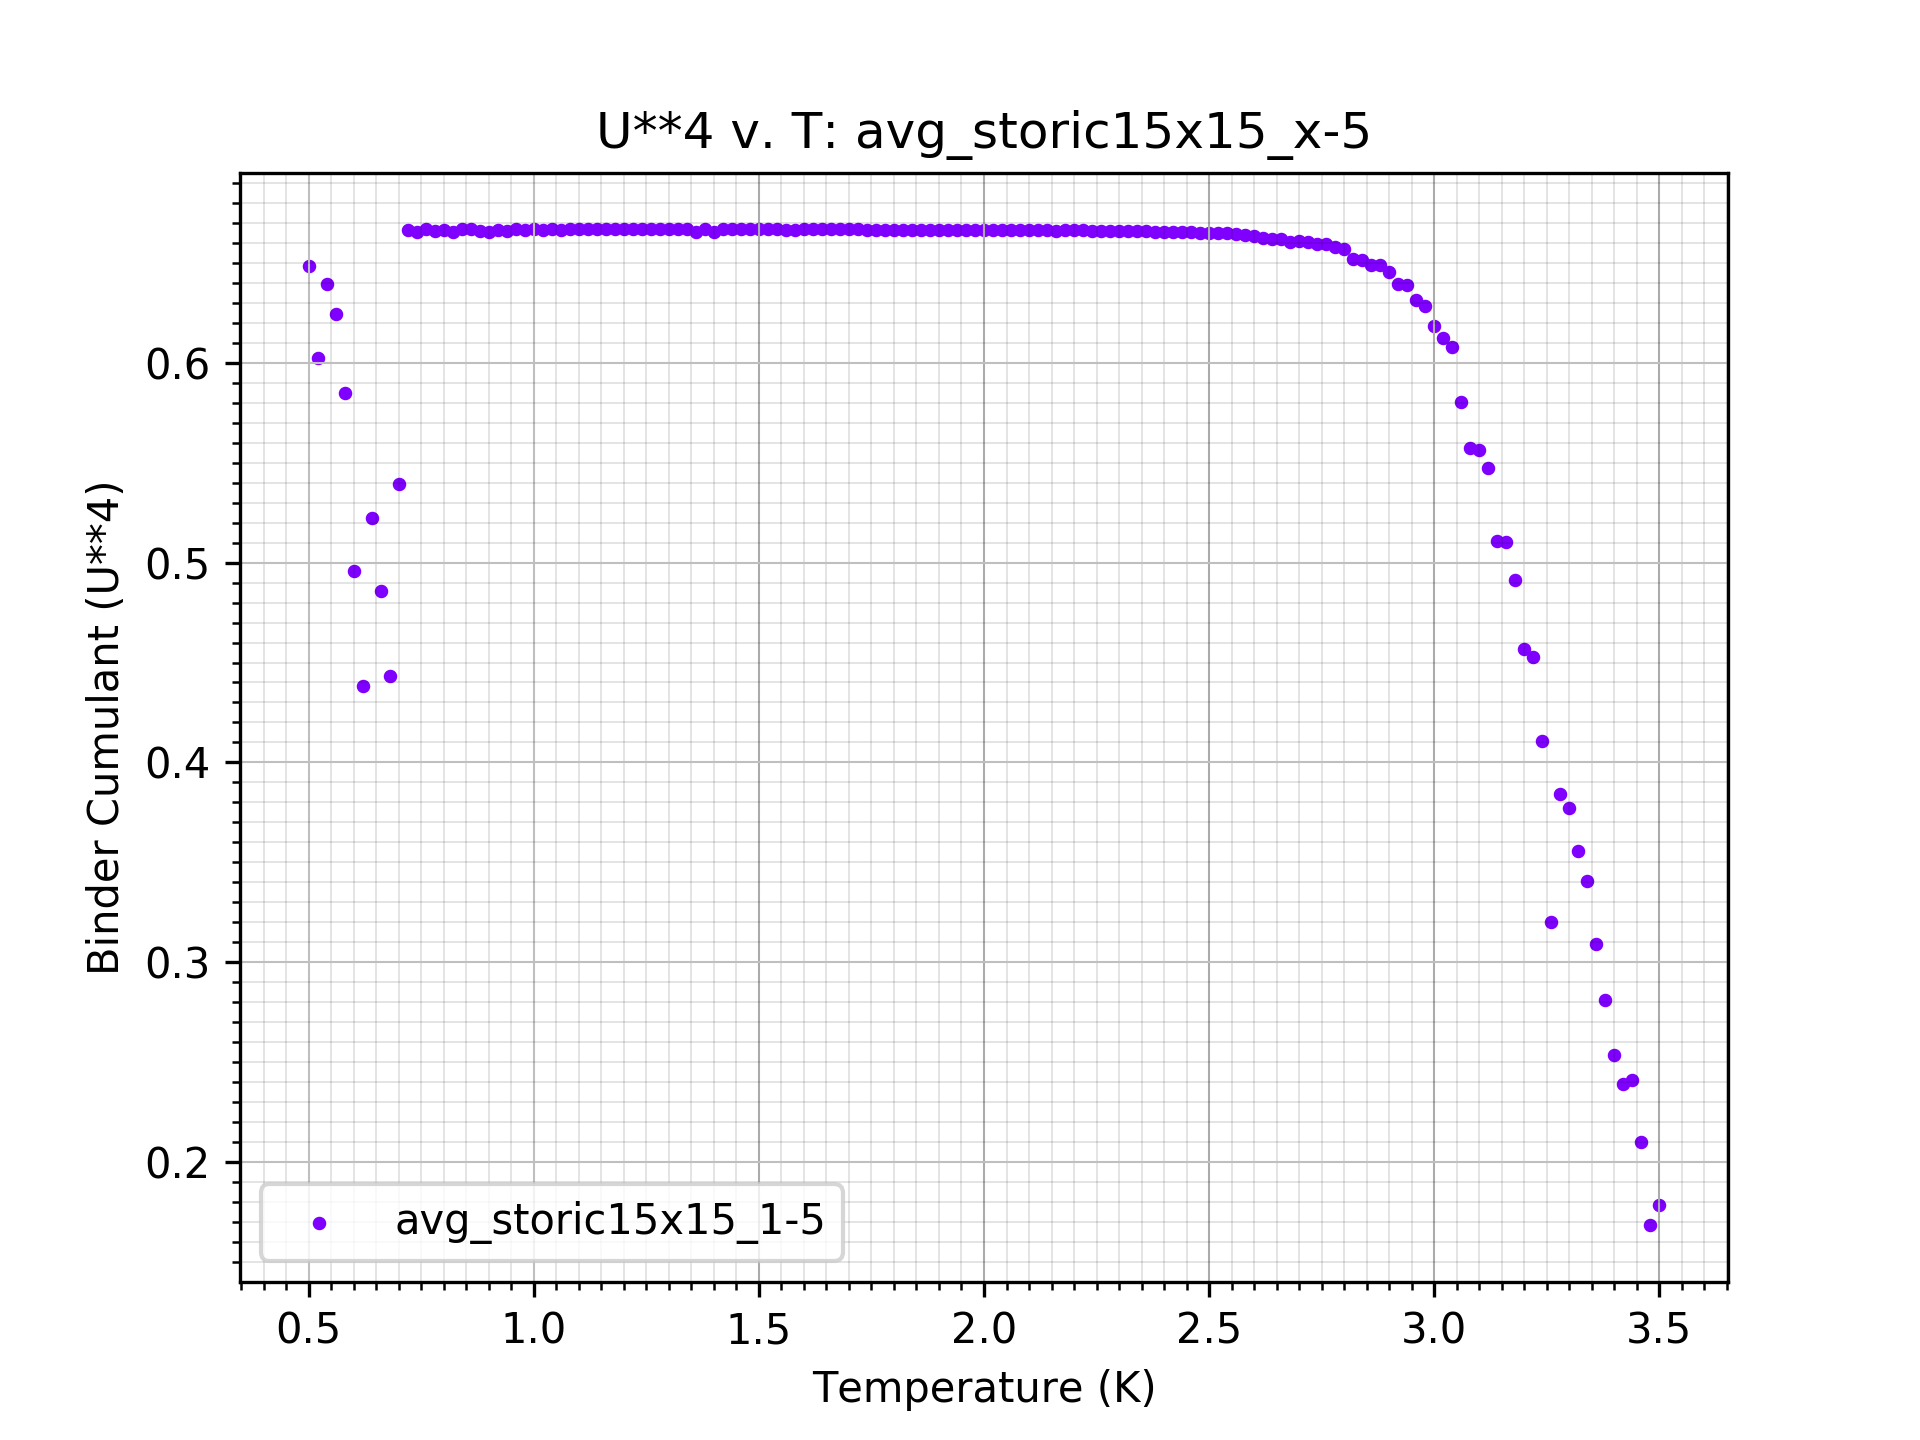 U**4 v. T: avg_storic15x15_x-5
Binder Cumulant (U**4)
0.6
0.5
0.4
0.3
0.2
avg_storic15x15_1-5
0.5 1.0 1.5 2.0 2.5 3.0 3.5
Temperature (K)